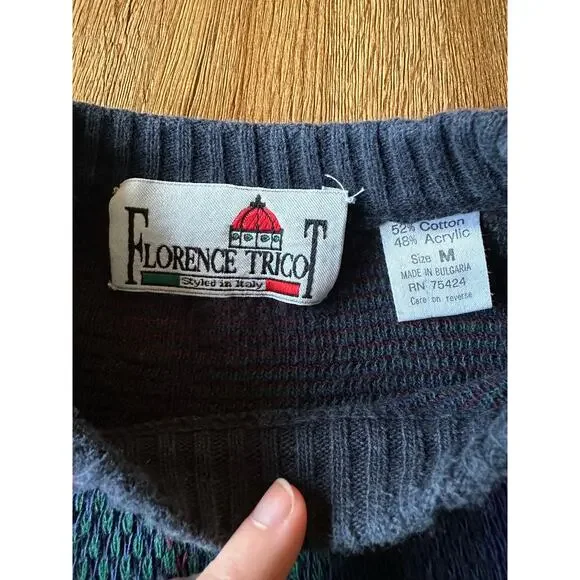 FLORENCE TRICOT
Styled in Italy
52% Cotton
48% Acrylic
Size M
MADE IN BULGARIA
RN 75424
Care on reverse